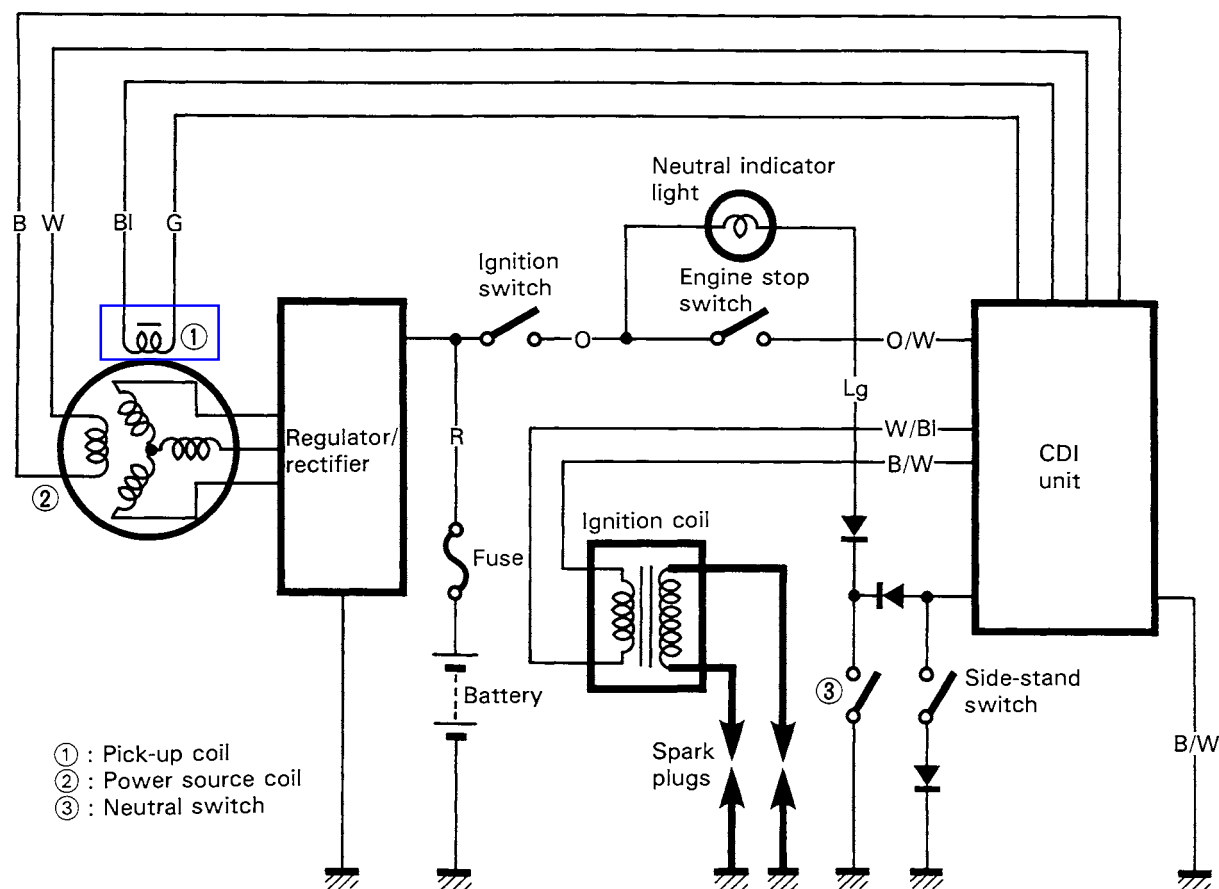 Neutral indicator
light
B
W
Bl
G
Ignition
switch
Engine stop
switch
①
O
O/W
Lg
R
W/Bl
B/W
Regulator/
rectifier
CDI
unit
②
Ignition coil
Fuse
Battery
③
Side-stand
switch
B/W
Spark
plugs
① : Pick-up coil
② : Power source coil
③ : Neutral switch